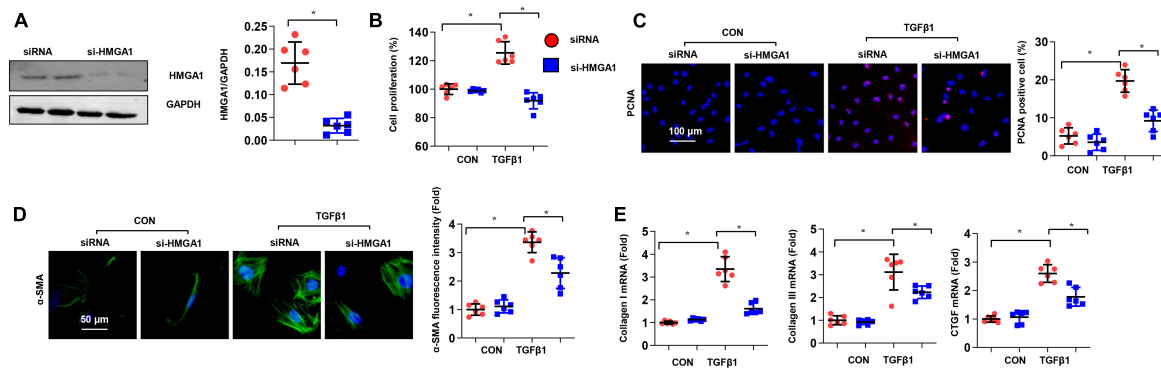 A
siRNA
si-HMGA1
HMGA1
GAPDH
HMGA1/GAPDH
0.25
0.20
0.15
0.10
0.05
0.00
*
B
Cell proliferation (%)
140
120
100
80
60
*
*
CON
TGFβ1
siRNA
si-HMGA1
C
CON
TGFβ1
siRNA
si-HMGA1
siRNA
si-HMGA1
PCNA
100 μm
PCNA positive cell (%)
30
20
10
0
*
*
CON
TGFβ1
D
CON
TGFβ1
siRNA
si-HMGA1
siRNA
si-HMGA1
α-SMA
50 μm
α-SMA fluorescence intensity (Fold)
4
3
2
1
0
*
*
CON
TGFβ1
E
Collagen I mRNA (Fold)
5
4
3
2
1
0
*
*
CON
TGFβ1
Collagen III mRNA (Fold)
5
4
3
2
1
0
*
*
CON
TGFβ1
CTGF mRNA (Fold)
4
3
2
1
0
*
*
CON
TGFβ1